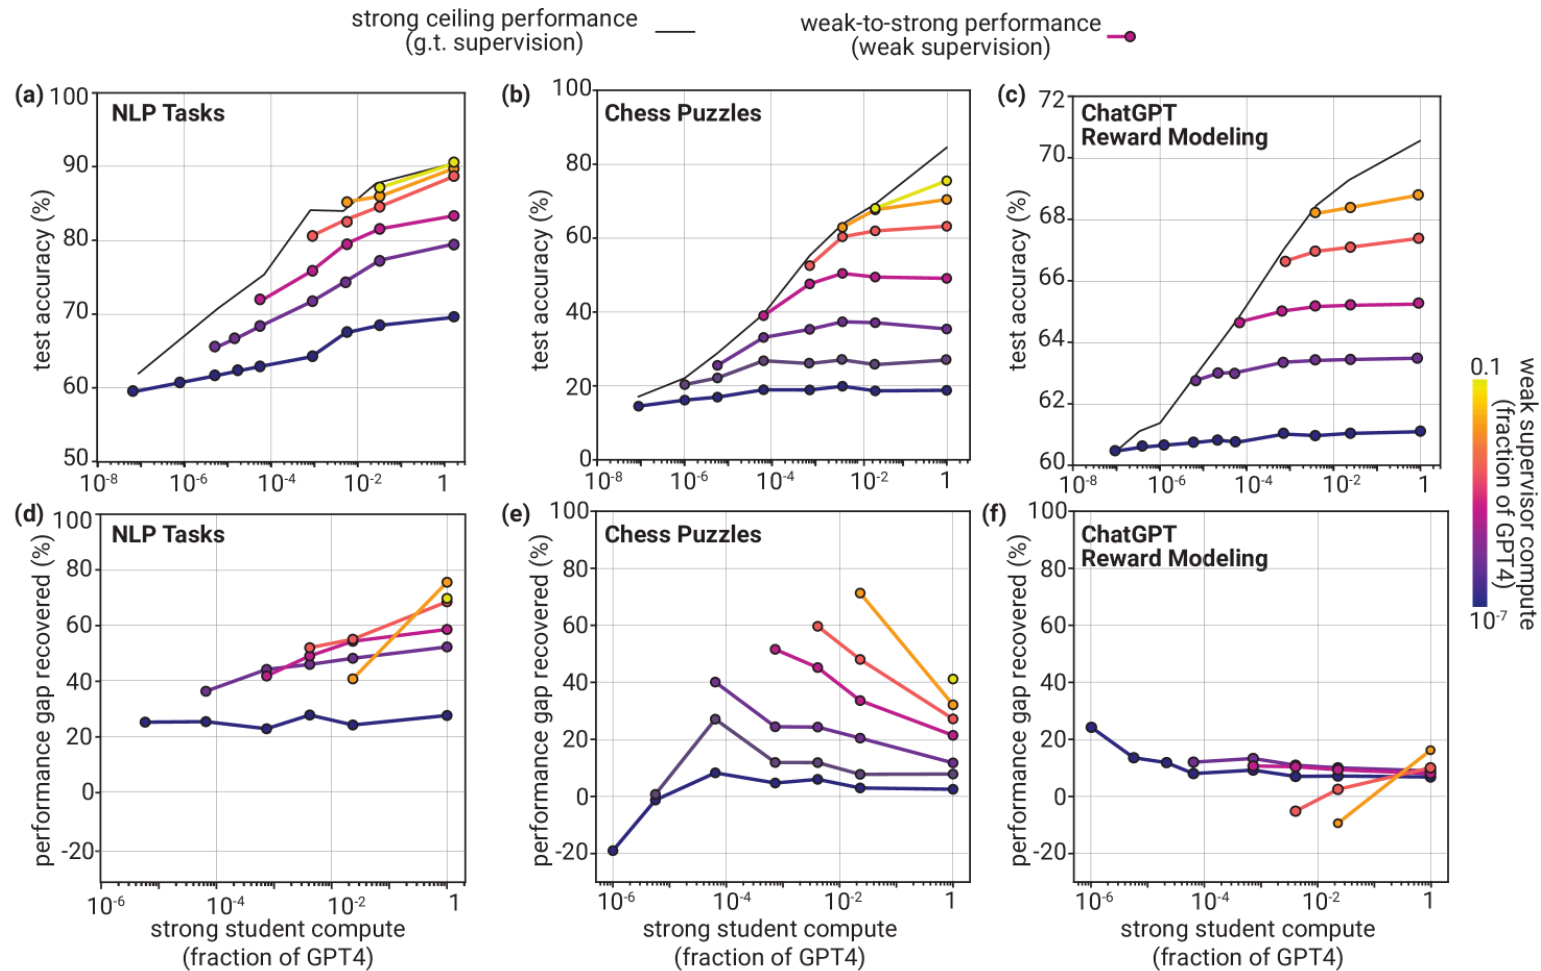 strong ceiling performance
(g.t. supervision)
weak-to-strong performance
(weak supervision)
(a)
NLP Tasks
test accuracy (%)
100
90
80
70
60
50
10-8
10-6
10-4
10-2
1
(b)
Chess Puzzles
test accuracy (%)
100
80
60
40
20
0
10-8
10-6
10-4
10-2
1
(c)
ChatGPT
Reward Modeling
test accuracy (%)
72
70
68
66
64
62
60
10-8
10-6
10-4
10-2
1
0.1
10-7
weak supervisor compute
(fraction of GPT4)
(d)
NLP Tasks
performance gap recovered (%)
100
80
60
40
20
0
-20
10-6
10-4
10-2
1
strong student compute
(fraction of GPT4)
(e)
Chess Puzzles
performance gap recovered (%)
100
80
60
40
20
0
-20
10-6
10-4
10-2
1
strong student compute
(fraction of GPT4)
(f)
ChatGPT
Reward Modeling
performance gap recovered (%)
100
80
60
40
20
0
-20
10-6
10-4
10-2
1
strong student compute
(fraction of GPT4)